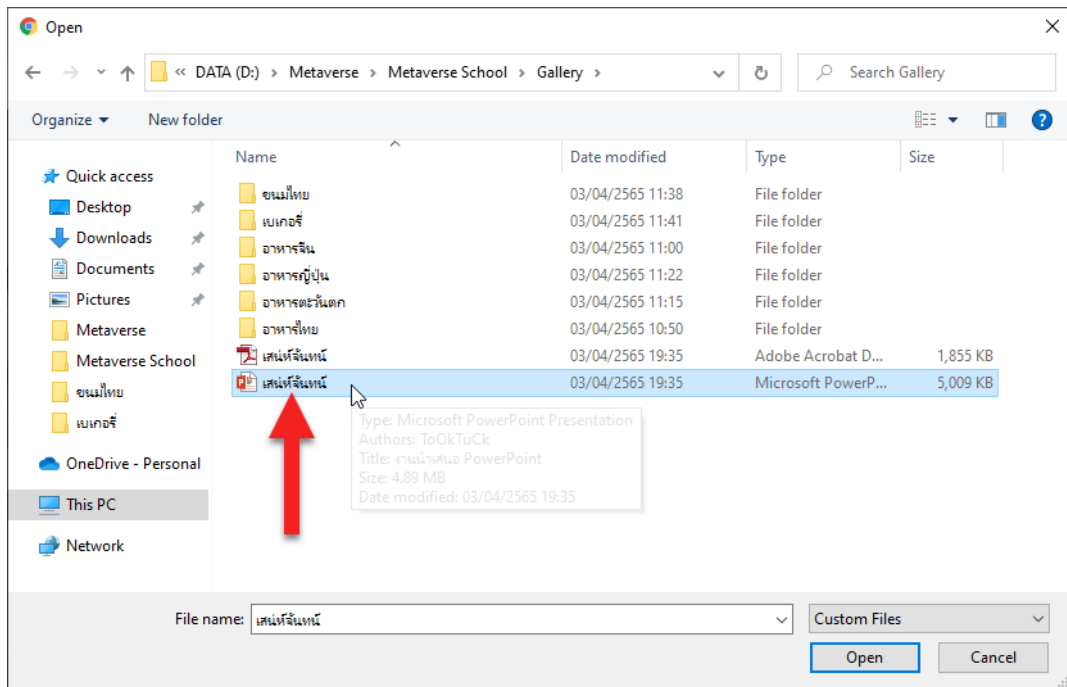 Open
« DATA (D:) › Metaverse › Metaverse School › Gallery ›
Search Gallery
Organize
New folder
Name Date modified Type Size
Quick access
Desktop
Downloads
Documents
Pictures
Metaverse
Metaverse School
ขนมไทย
เบเกอรี่
OneDrive - Personal
This PC
Network
ขนมไทย 03/04/2565 11:38 File folder
เบเกอรี่ 03/04/2565 11:41 File folder
อาหารจีน 03/04/2565 11:00 File folder
อาหารญี่ปุ่น 03/04/2565 11:22 File folder
อาหารตะวันตก 03/04/2565 11:15 File folder
อาหารไทย 03/04/2565 10:50 File folder
เสน่ห์จันทน์ 03/04/2565 19:35 Adobe Acrobat D... 1,855 KB
เสน่ห์จันทน์ 03/04/2565 19:35 Microsoft PowerP... 5,009 KB
Type: Microsoft PowerPoint Presentation
Authors: ToOkTuCk
Title: งานนำเสนอ PowerPoint
Size: 4.89 MB
Date modified: 03/04/2565 19:35
File name: เสน่ห์จันทน์
Custom Files
Open
Cancel